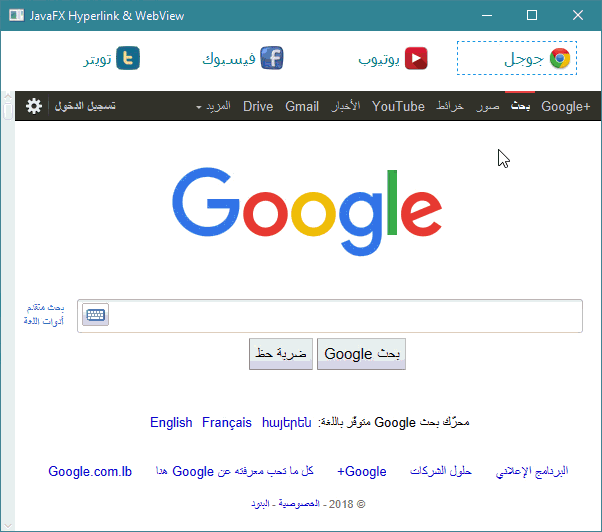 JavaFX Hyperlink & WebView
جوجل يوتيوب فيسبوك تويتر
Google+ بحث صور خرائط YouTube الأخبار Gmail Drive المزيد تسجيل الدخول
Google
بحث متقدم
أدوات اللغة
بحث Google ضربة حظ
محرّك بحث Google متوفّر باللغة: հայերեն Français English
البرنامج الإعلاني حلول الشركات Google+ كل ما تحب معرفته عن Google هنا Google.com.lb
© 2018 - الخصوصية - البنود